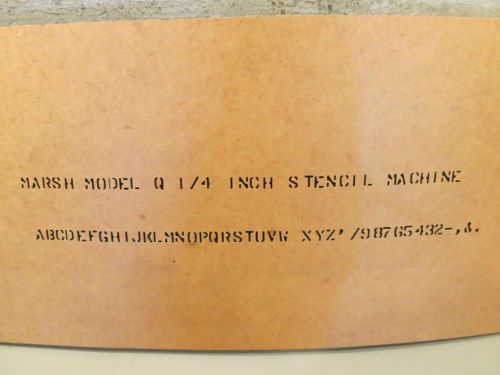 MARSH MODEL Q 1/4 INCH STENCIL MACHINE
ABCDEFGHIJKLMNOPQRSTUVW XYZ'/98765432-,&.